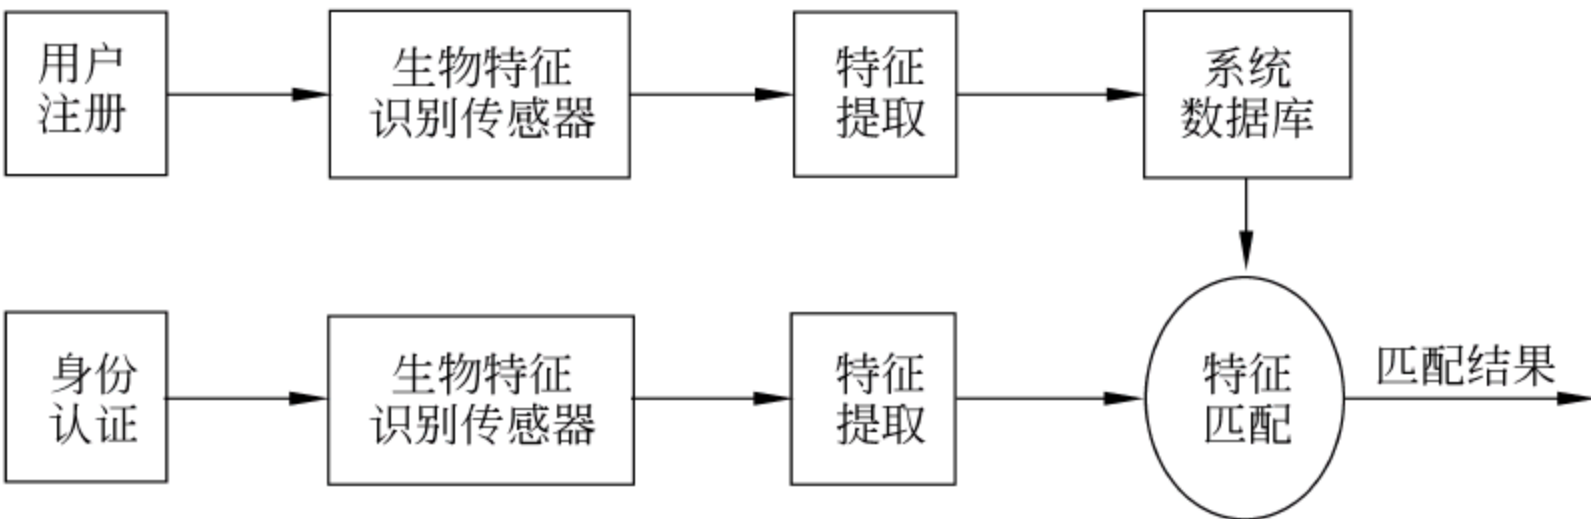 用户
注册
生物特征
识别传感器
特征
提取
系统
数据库
身份
认证
生物特征
识别传感器
特征
提取
特征
匹配
匹配结果